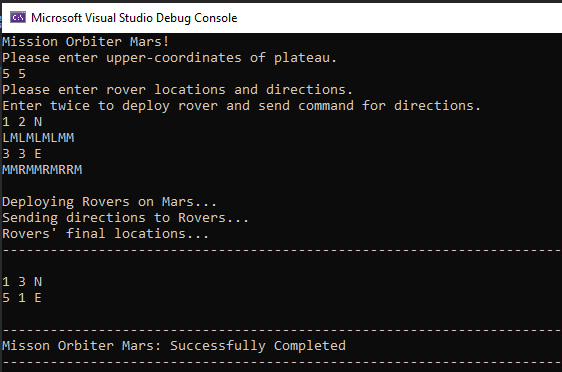 C:\ Microsoft Visual Studio Debug Console
Mission Orbiter Mars!
Please enter upper-coordinates of plateau.
5 5
Please enter rover locations and directions.
Enter twice to deploy rover and send command for directions.
1 2 N
LMLMLMLMM
3 3 E
MMRMMRMRRM
Deploying Rovers on Mars...
Sending directions to Rovers...
Rovers' final locations...
----------------------------------------------------------------------
1 3 N
5 1 E
----------------------------------------------------------------------
Misson Orbiter Mars: Successfully Completed
----------------------------------------------------------------------